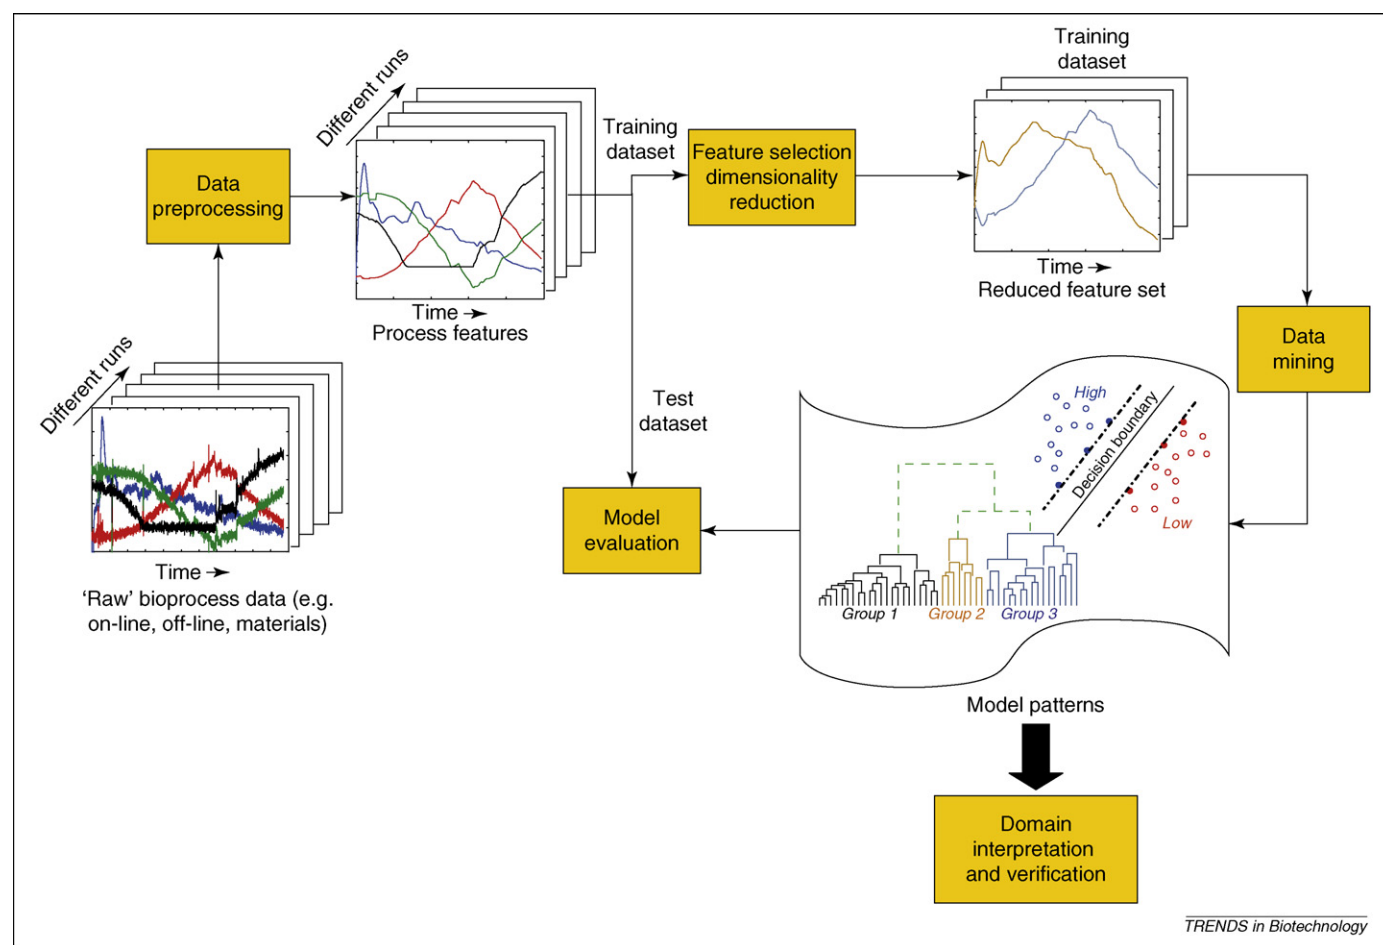 Different runs
Training
dataset
Training
dataset
Data
preprocessing
Feature selection
dimensionality
reduction
Time
Process features
Time
Reduced feature set
Data
mining
Different runs
Test
dataset
High
Decision boundary
Low
Model
evaluation
Time
‘Raw’ bioprocess data (e.g.
on-line, off-line, materials)
Group 1
Group 2
Group 3
Model patterns
Domain
interpretation
and verification
TRENDS in Biotechnology